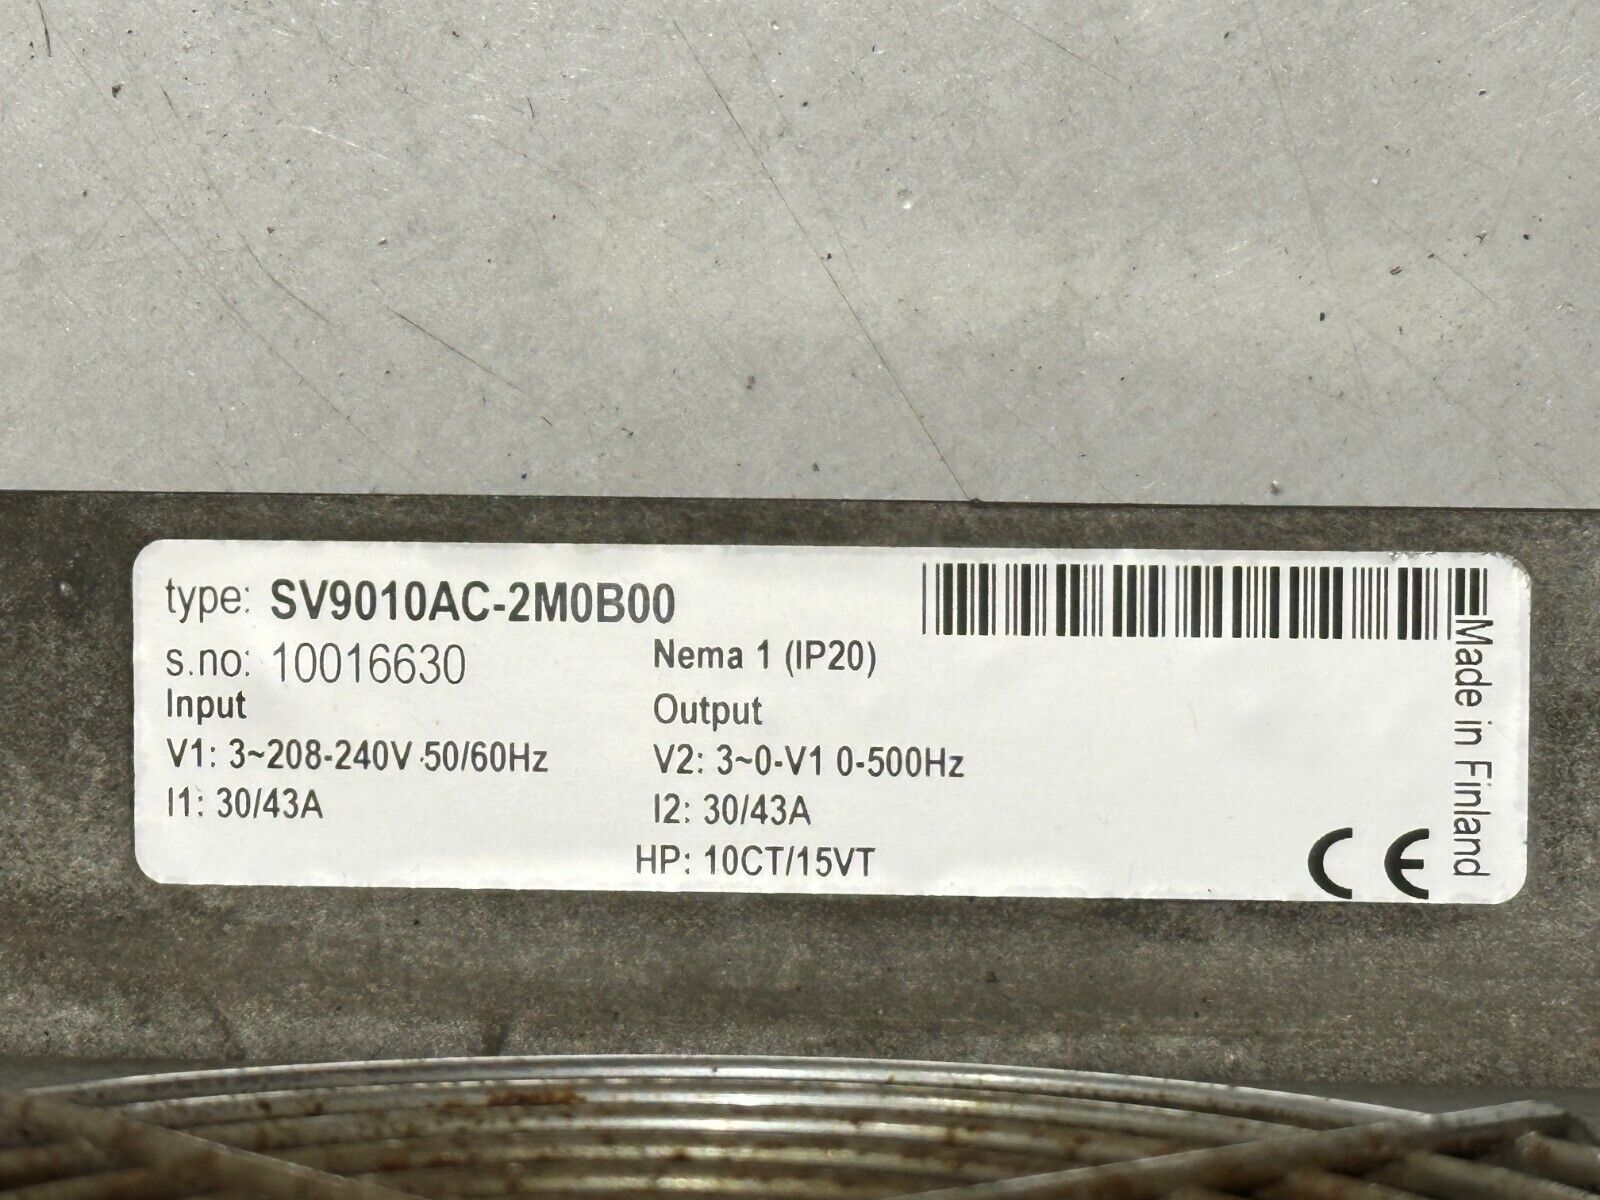 type: SV9010AC-2M0B00
s.no: 10016630
Nema 1 (IP20)
Input
Output
V1: 3~208-240V 50/60Hz
V2: 3~0-V1 0-500Hz
I1: 30/43A
I2: 30/43A
HP: 10CT/15VT
CE
Made in Finland